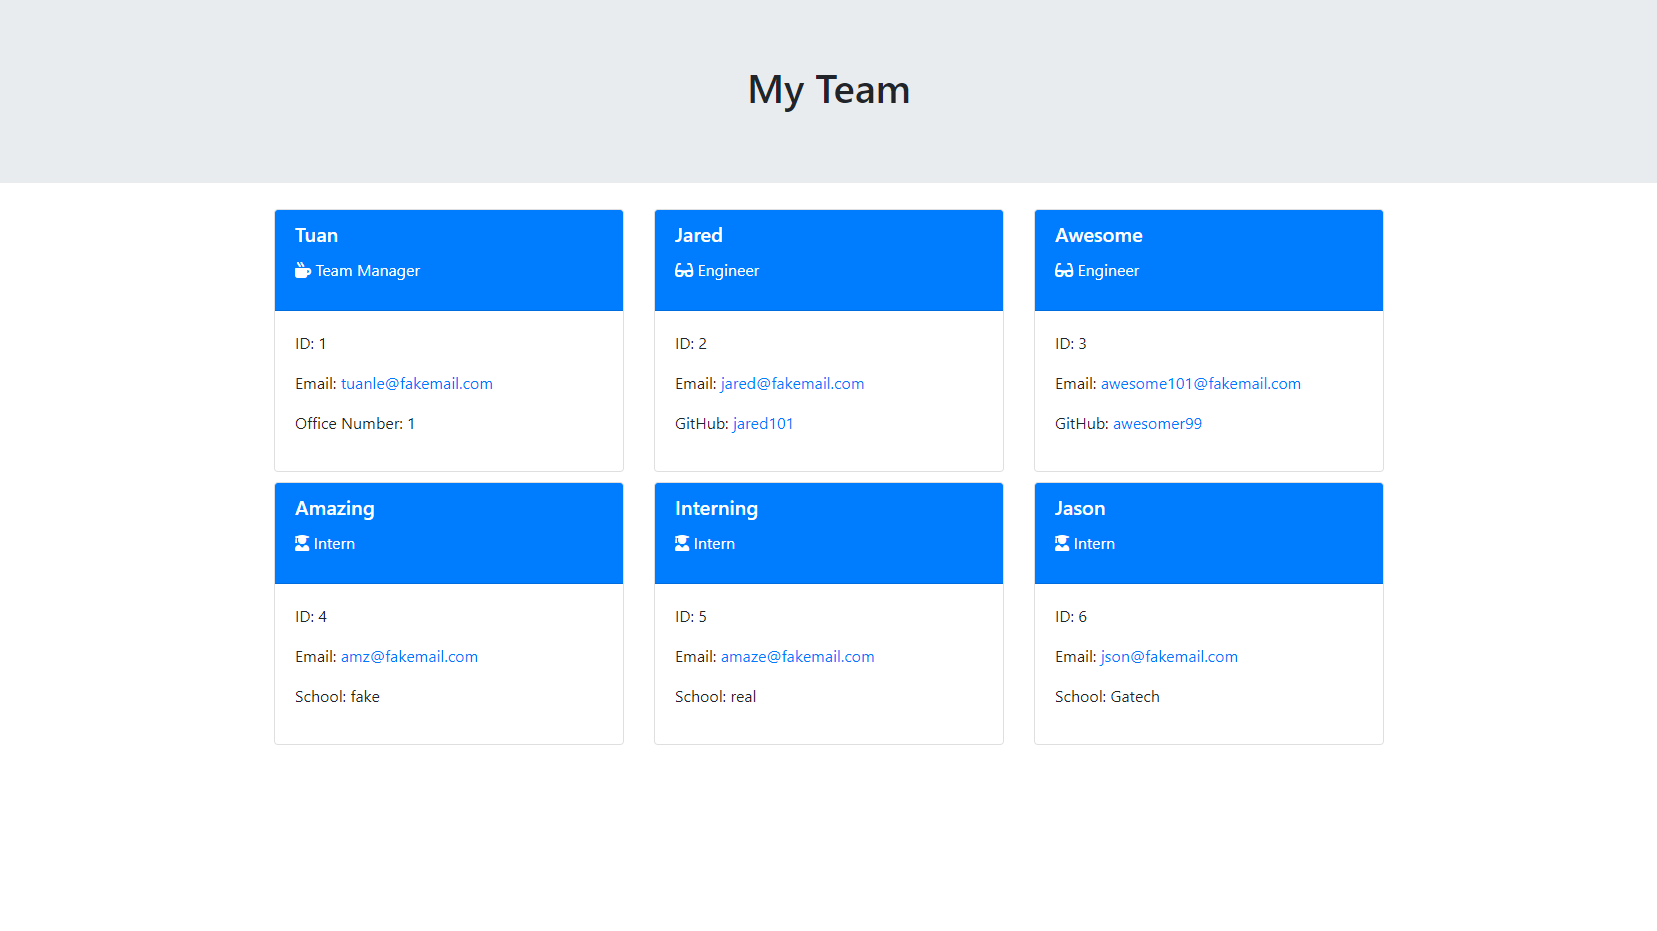 My Team
Tuan
Team Manager
ID: 1
Email: tuanle@fakemail.com
Office Number: 1
Jared
Engineer
ID: 2
Email: jared@fakemail.com
GitHub: jared101
Awesome
Engineer
ID: 3
Email: awesome101@fakemail.com
GitHub: awesomer99
Amazing
Intern
ID: 4
Email: amz@fakemail.com
School: fake
Interning
Intern
ID: 5
Email: amaze@fakemail.com
School: real
Jason
Intern
ID: 6
Email: json@fakemail.com
School: Gatech